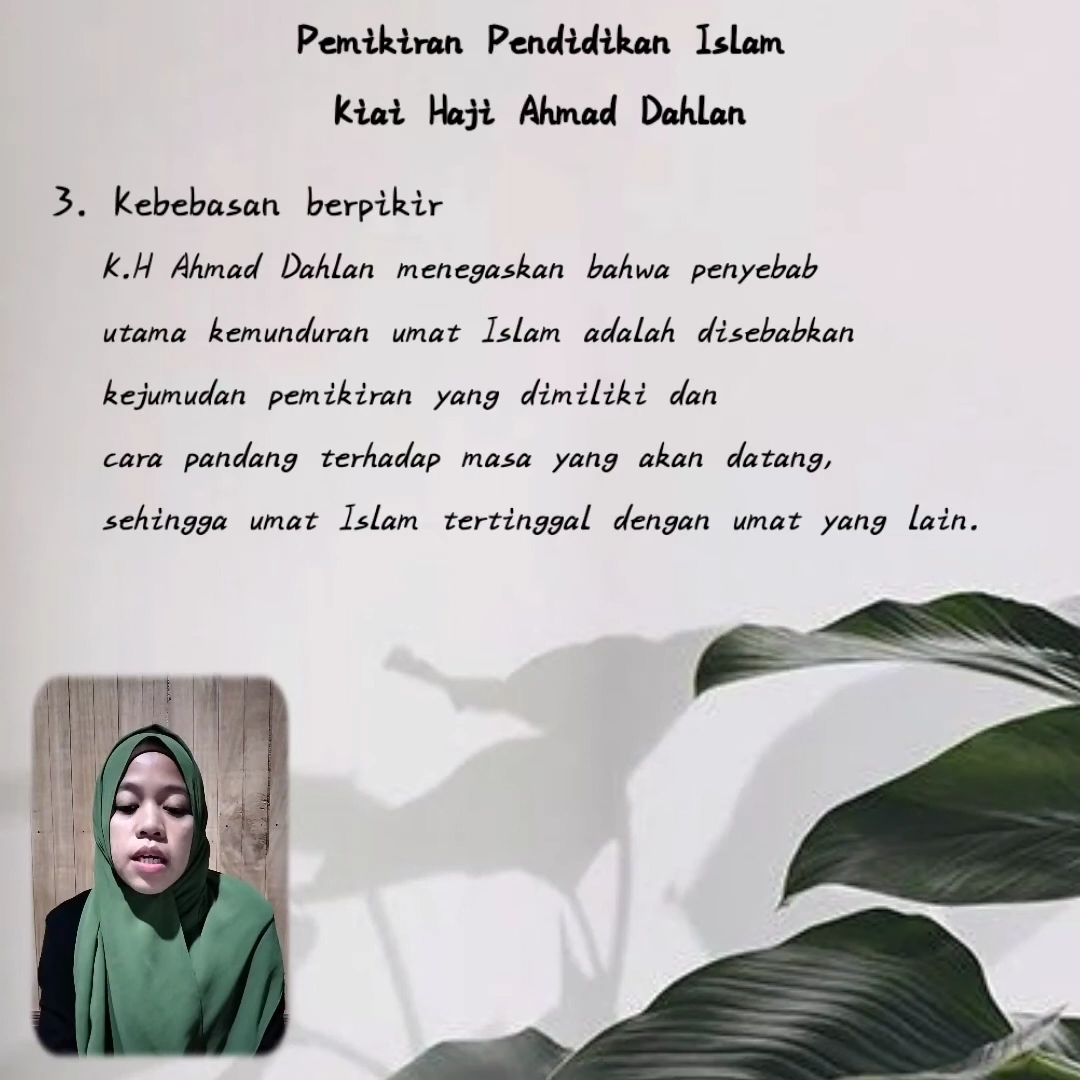 Pemikiran Pendidikan Islam
Kiai Haji Ahmad Dahlan
3. Kebebasan berpikir
K.H Ahmad Dahlan menegaskan bahwa penyebab
utama kemunduran umat Islam adalah disebabkan
kejumudan pemikiran yang dimiliki dan
cara pandang terhadap masa yang akan datang,
sehingga umat Islam tertinggal dengan umat yang lain.